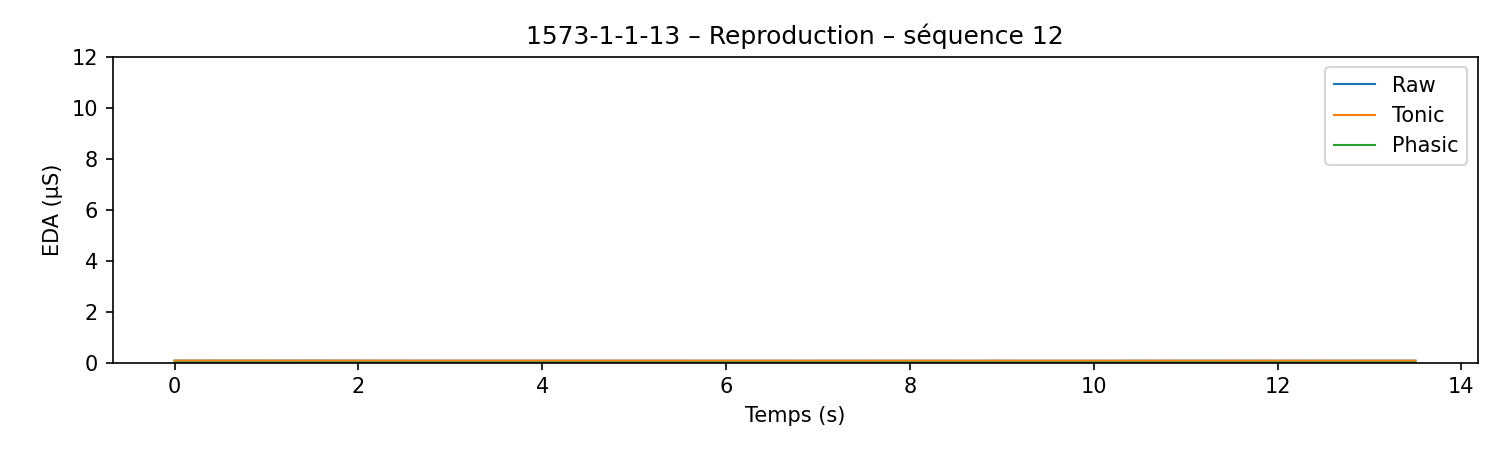 1573-1-1-13 – Reproduction – séquence 12
12
10
8
6
4
2
0
EDA (µS)
Raw
Tonic
Phasic
0 2 4 6 8 10 12 14
Temps (s)